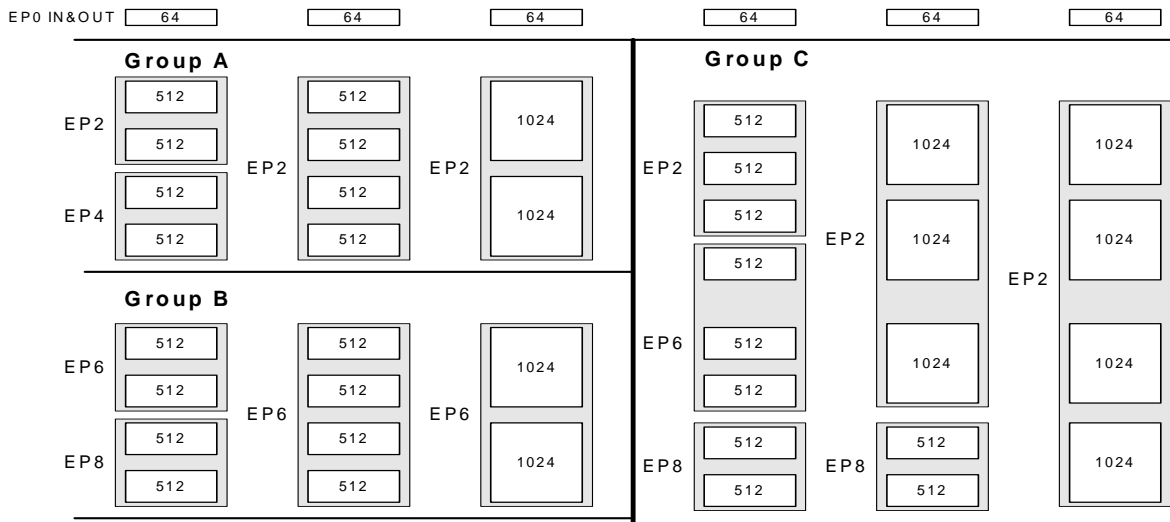 EP0 IN&OUT 64 64 64 64 64 64
Group A Group C
512 512 1024 512 1024 1024
EP2
512 512 512
EP2 EP2 EP2
512 512 1024 512 1024 1024
EP4 EP2
512 512 512
EP2
Group B
512 512 1024 512 1024 1024
EP6 EP6
512 512 512
EP6 EP6
512 512 1024 512 512 1024
EP8 EP8 EP8
512 512 512 512